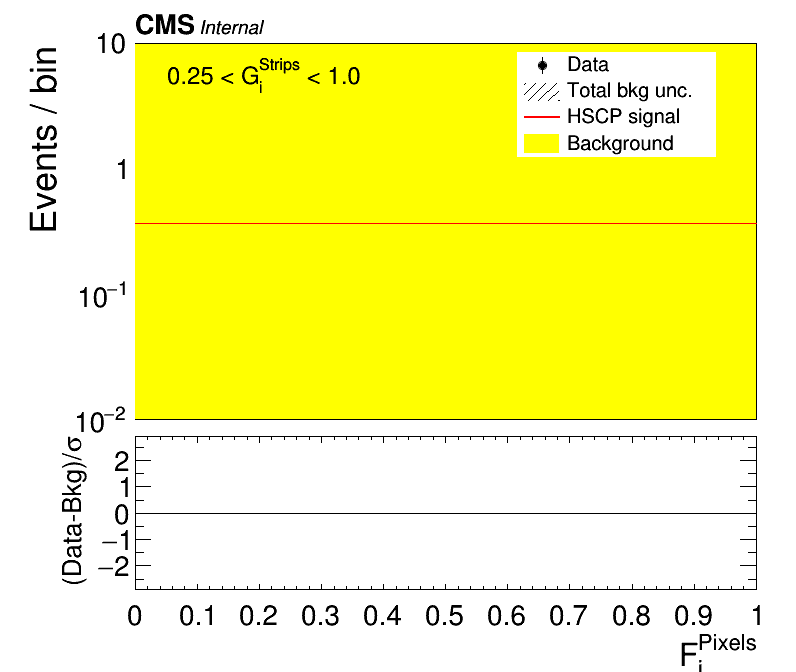 CMS Internal
Events / bin
10
1
10⁻¹
10⁻²
0.25 < G_i^Strips < 1.0
Data
Total bkg unc.
HSCP signal
Background
(Data-Bkg)/σ
2
1
0
−1
−2
0 0.1 0.2 0.3 0.4 0.5 0.6 0.7 0.8 0.9 1
F_i^Pixels